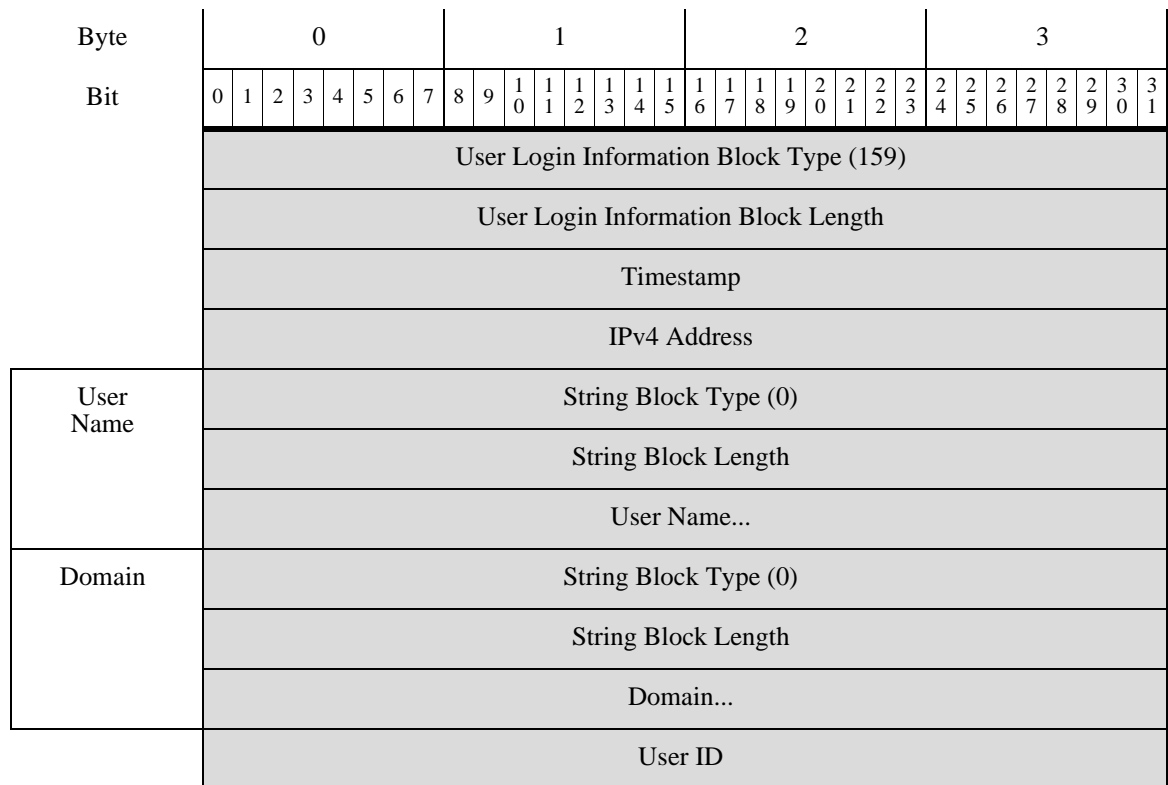 Byte 0 1 2 3
Bit 0 1 2 3 4 5 6 7 8 9 10 11 12 13 14 15 16 17 18 19 20 21 22 23 24 25 26 27 28 29 30 31
User Login Information Block Type (159)
User Login Information Block Length
Timestamp
IPv4 Address
User
Name
String Block Type (0)
String Block Length
User Name...
Domain
String Block Type (0)
String Block Length
Domain...
User ID